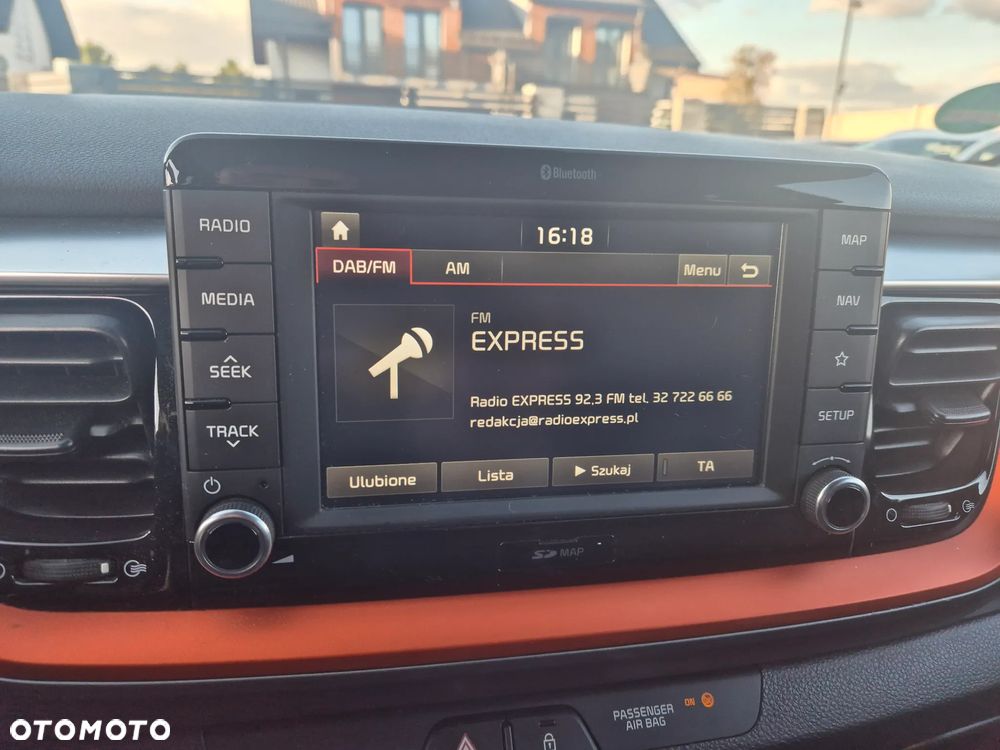 Bluetooth
RADIO
MEDIA
SEEK
TRACK
16:18
DAB/FM
AM
Menu
FM
EXPRESS
Radio EXPRESS 92,3 FM tel. 32 722 66 66
redakcja@radioexpress.pl
Ulubione
Lista
Szukaj
TA
MAP
NAV
SETUP
SD MAP
PASSENGER
AIR BAG
ON
OTOMOTO